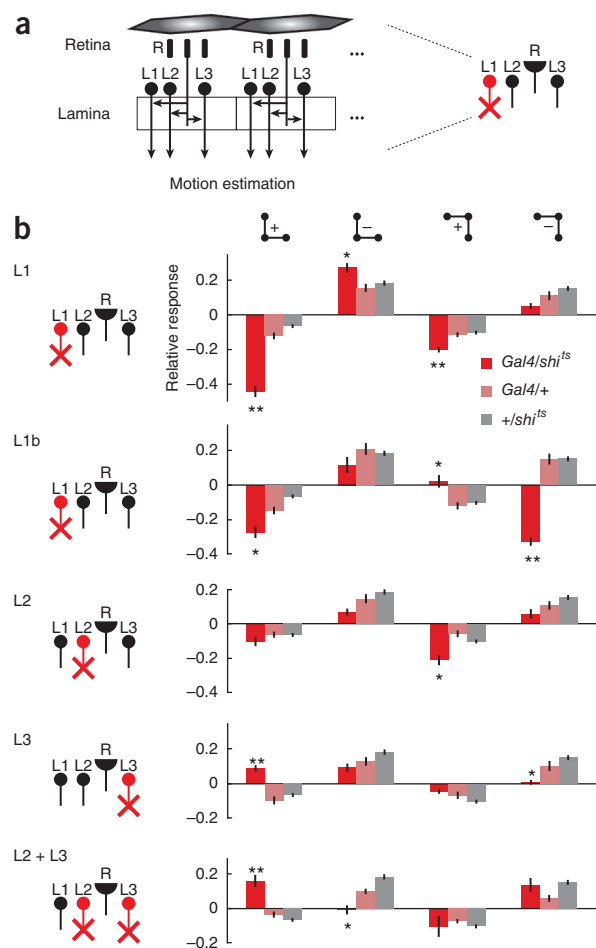 a
Retina
R R ...
L1 L2 L3 L1 L2 L3
Lamina ...
Motion estimation
R
L1 L2 L3
b
+ − + −
L1
R
L1 L2 L3
Relative response
0.2
0
−0.2
−0.4
*
**
**
Gal4/shi^ts
Gal4/+
+/shi^ts
L1b
R
L1 L2 L3
0.2
0
−0.2
−0.4
*
*
**
L2
R
L1 L2 L3
0.2
0
−0.2
−0.4
*
L3
R
L1 L2 L3
0.2
0
−0.2
**
*
L2 + L3
R
L1 L2 L3
0.2
0
−0.2
**
*